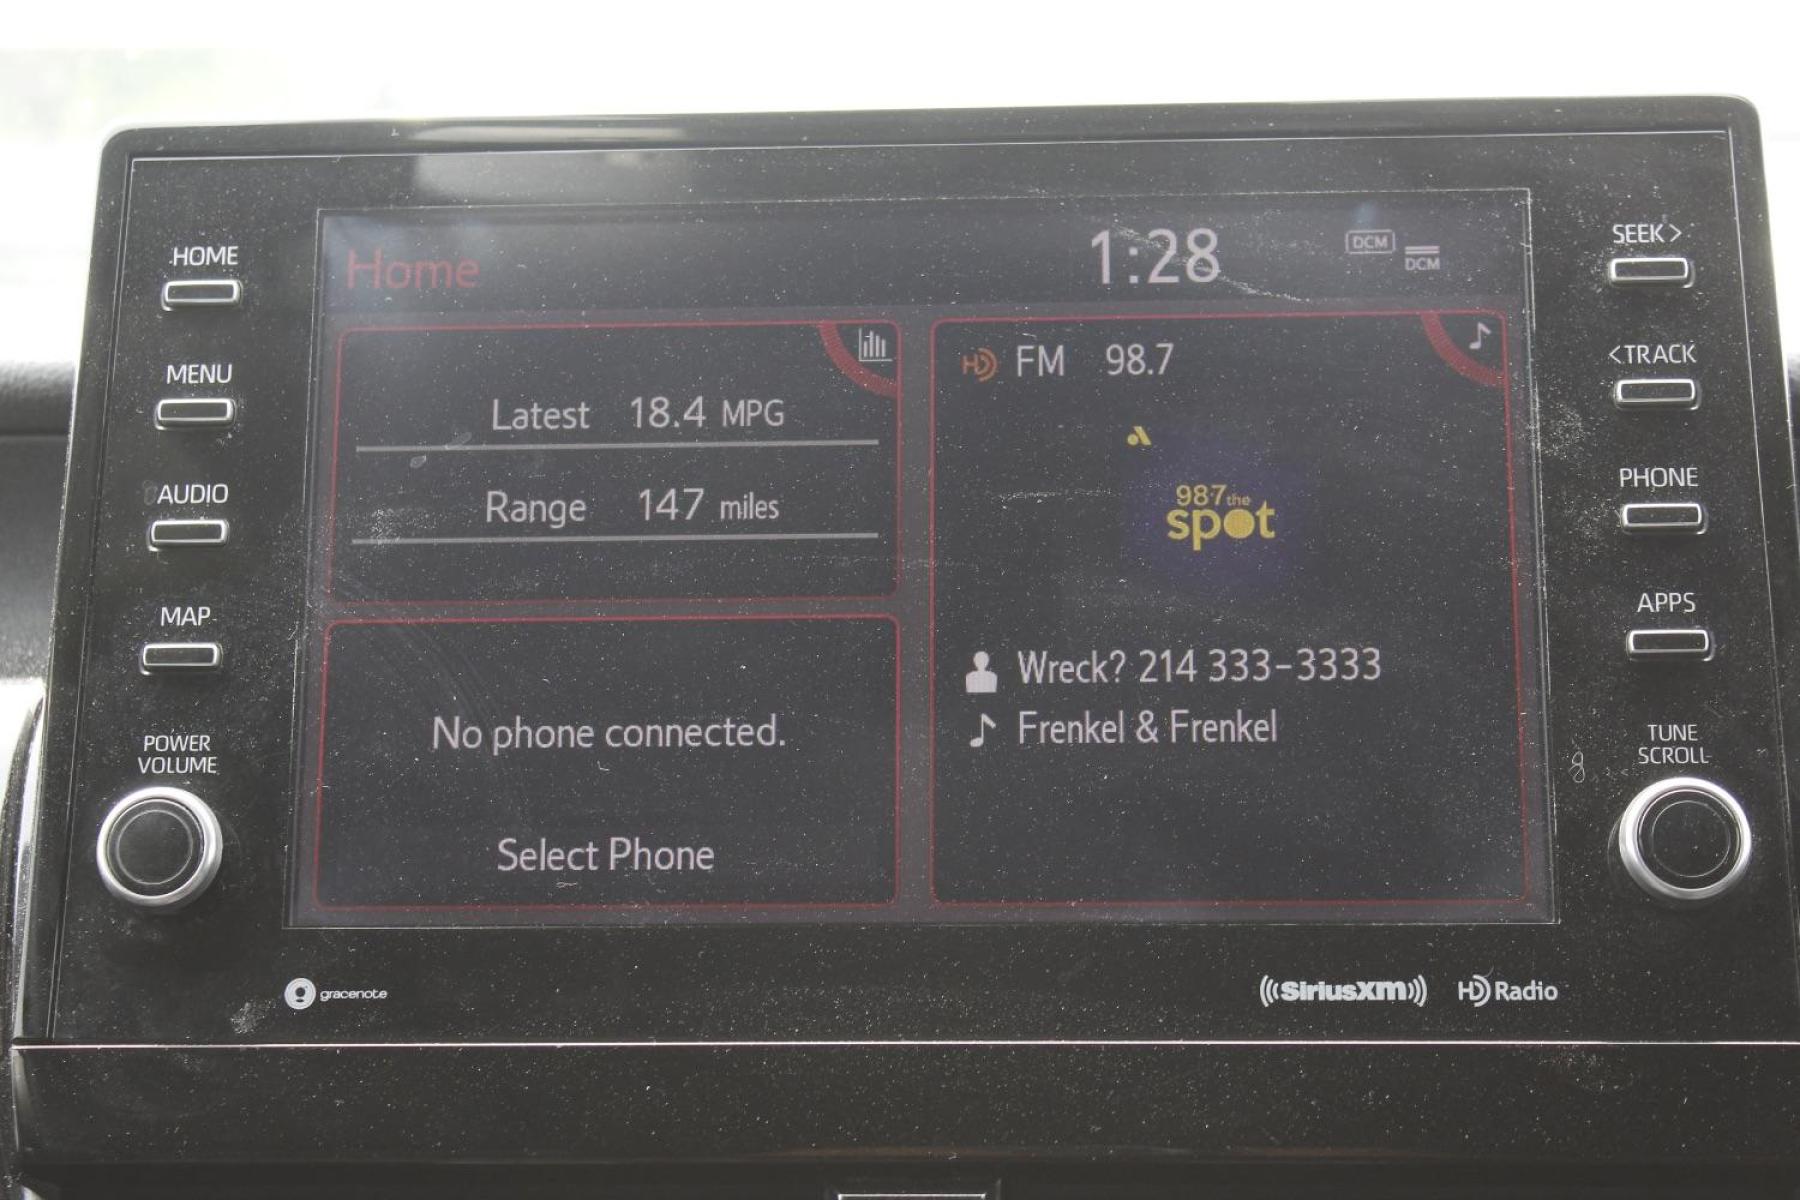 HOME
MENU
AUDIO
MAP
POWER
VOLUME
Home
1:28
DCM
DCM
Latest 18.4 MPG
Range 147 miles
No phone connected.
Select Phone
HD FM 98.7
98.7 the
spot
Wreck? 214 333-3333
Frenkel & Frenkel
SEEK>
<TRACK
PHONE
APPS
TUNE
SCROLL
gracenote
((SiriusXM))
HD Radio